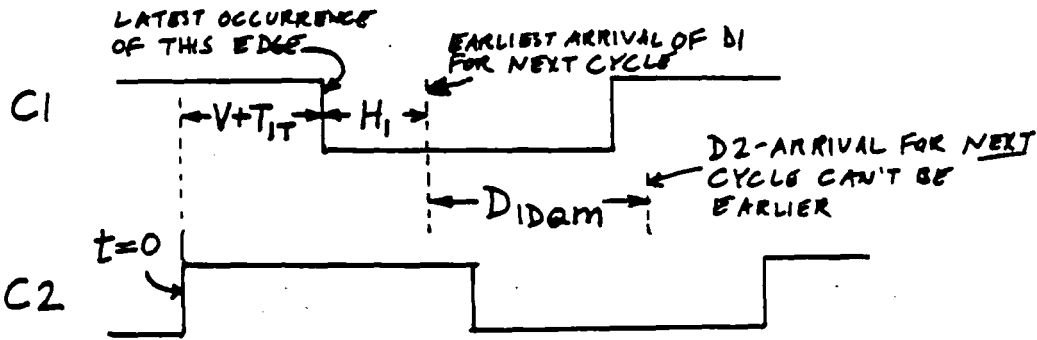 LATEST OCCURRENCE
OF THIS EDGE
EARLIEST ARRIVAL OF D1
FOR NEXT CYCLE
C1
V+T1T
H1
D2-ARRIVAL FOR NEXT
CYCLE CAN'T BE
EARLIER
D1DQm
t=0
C2